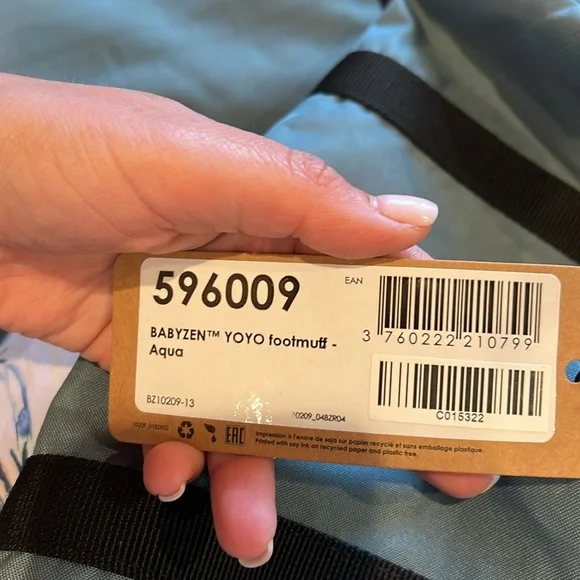 596009
EAN
3 760222 210799
BABYZEN™ YOYO footmuff -
Aqua
BZ10209-13
10209_04BZR04
C015322
EAC
Impression à l'encre de soja sur papier recyclé et sans emballage plastique.
Printed with soy ink on recycled paper and plastic free.